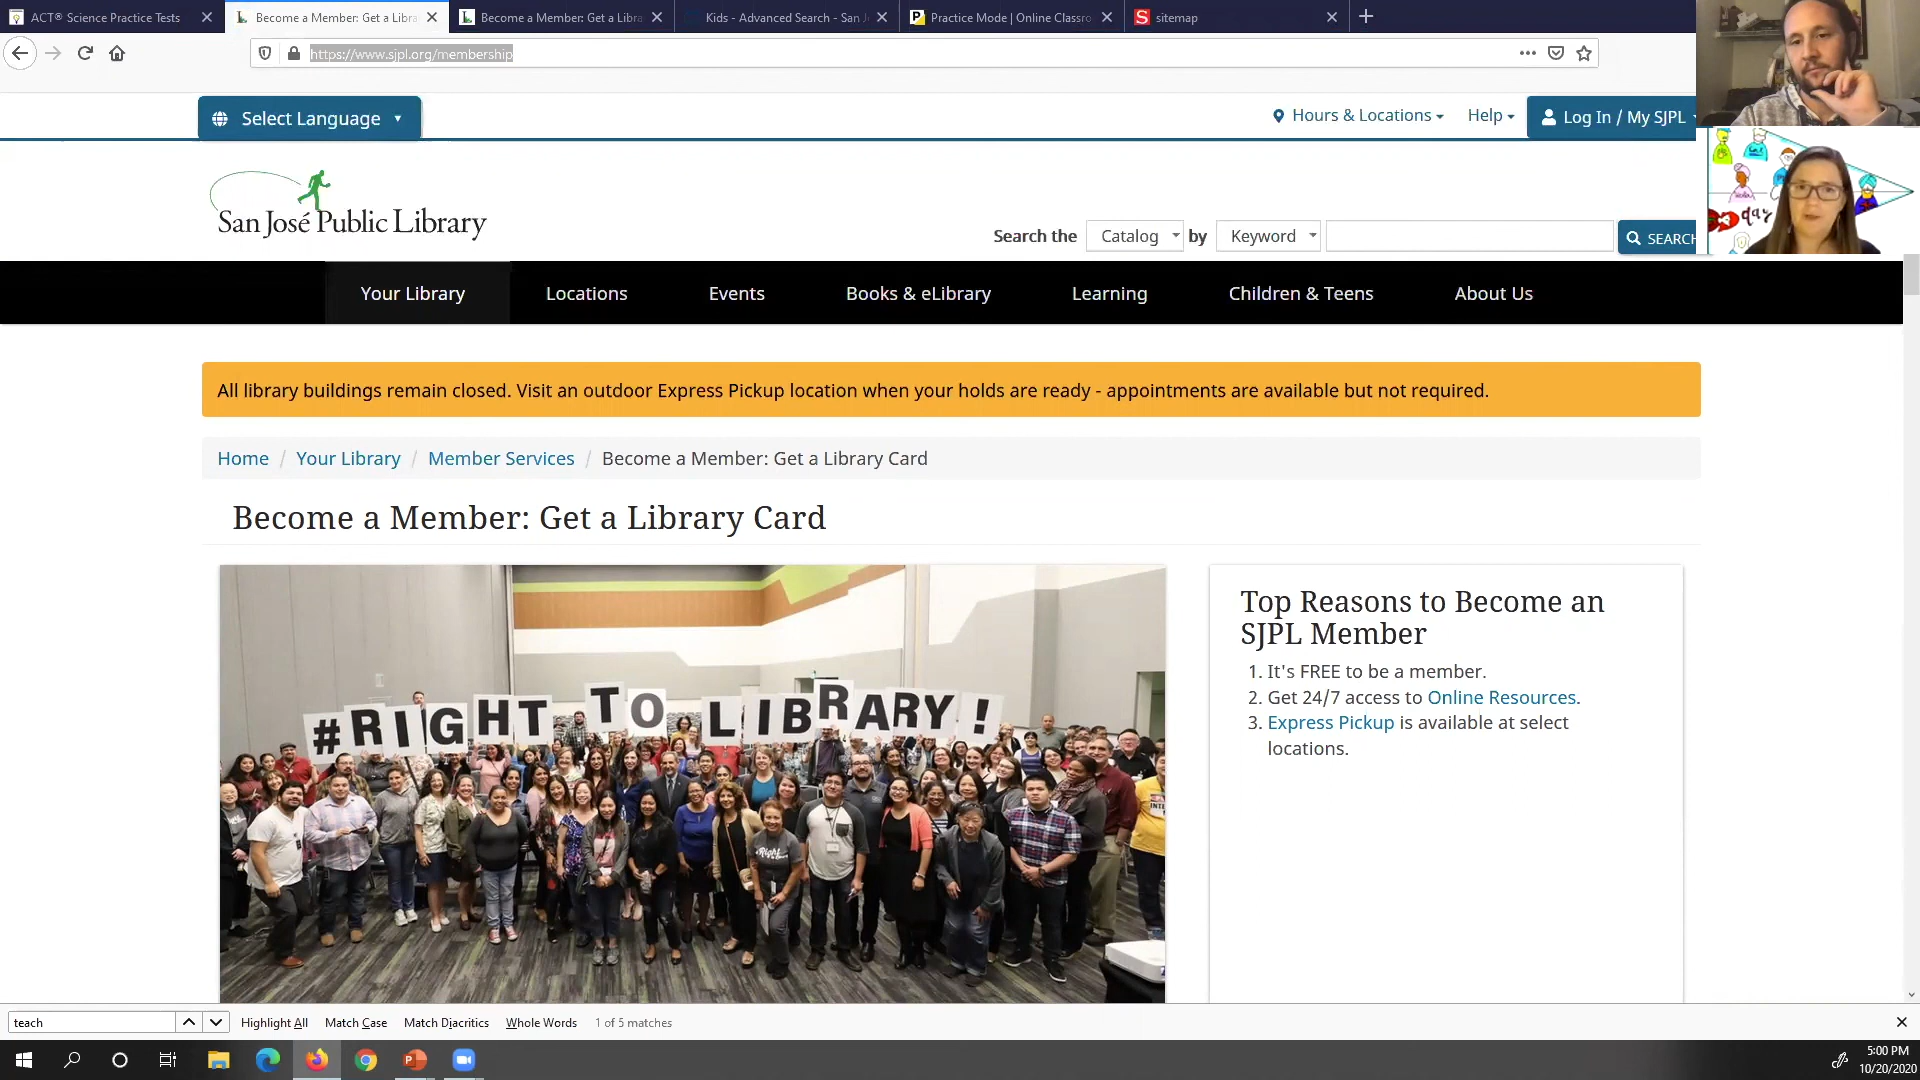 ACT® Science Practice Tests
Become a Member: Get a Libra
Become a Member: Get a Libra
Kids - Advanced Search - San J
Practice Mode | Online Classro
sitemap
https://www.sjpl.org/membership
Select Language
Hours & Locations
Help
Log In / My SJPL
San José Public Library
Search the
Catalog
by
Keyword
SEARCH
day
Your Library
Locations
Events
Books & eLibrary
Learning
Children & Teens
About Us
All library buildings remain closed. Visit an outdoor Express Pickup location when your holds are ready - appointments are available but not required.
Home / Your Library / Member Services / Become a Member: Get a Library Card
Become a Member: Get a Library Card
#RIGHT TO LIBRARY!
Top Reasons to Become an
SJPL Member
1. It's FREE to be a member.
2. Get 24/7 access to Online Resources.
3. Express Pickup is available at select
locations.
teach
Highlight All
Match Case
Match Diacritics
Whole Words
1 of 5 matches
5:00 PM
10/20/2020